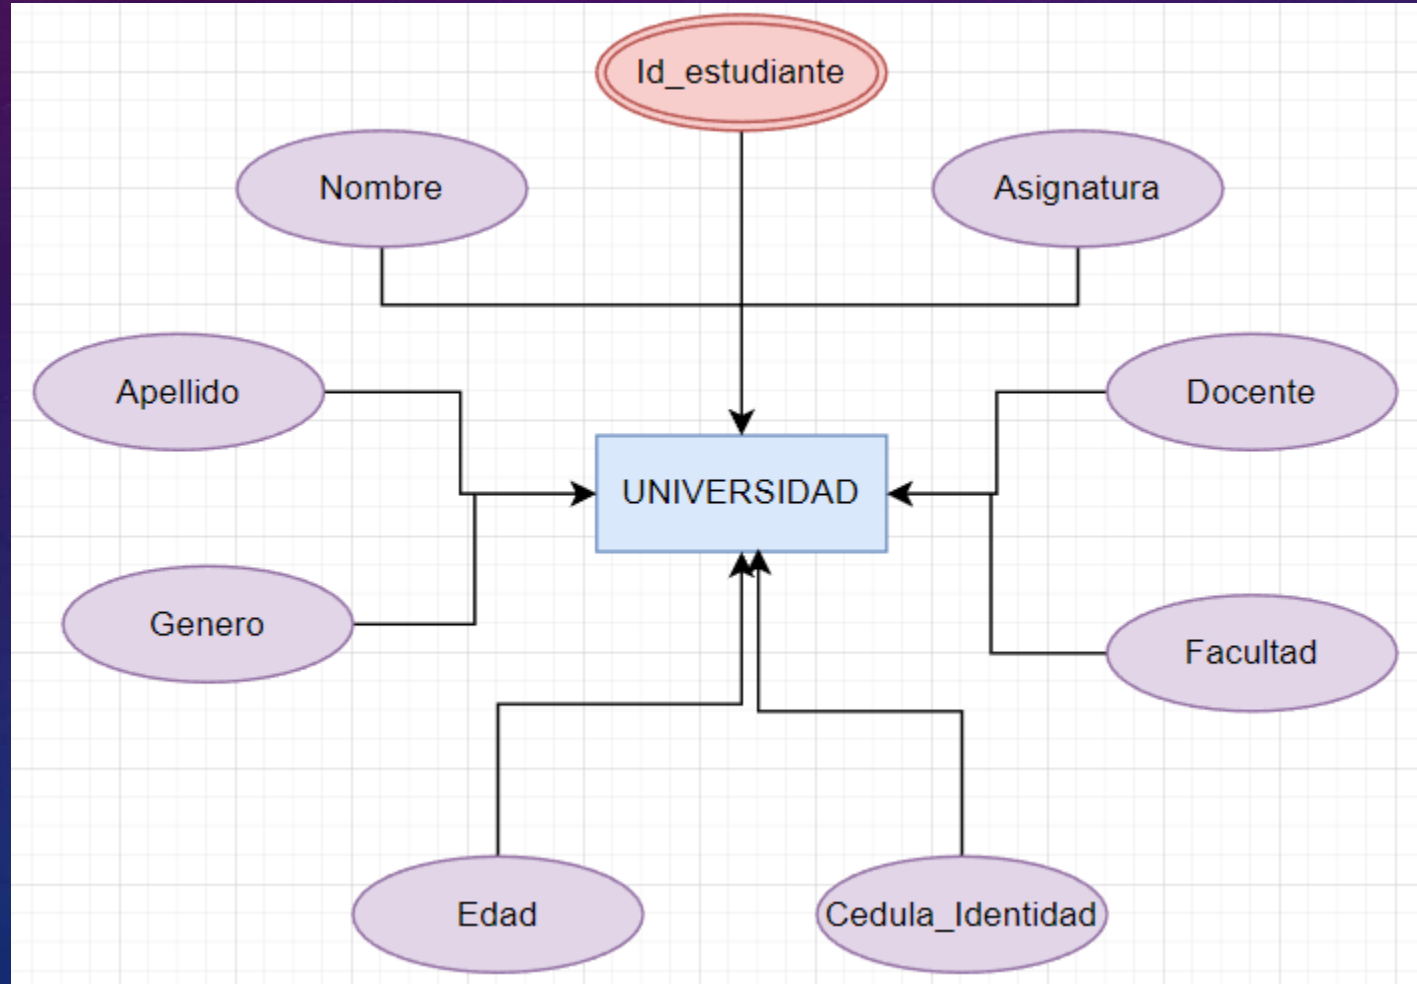 Id_estudiante
Nombre
Asignatura
Apellido
Docente
UNIVERSIDAD
Genero
Facultad
Edad
Cedula_Identidad